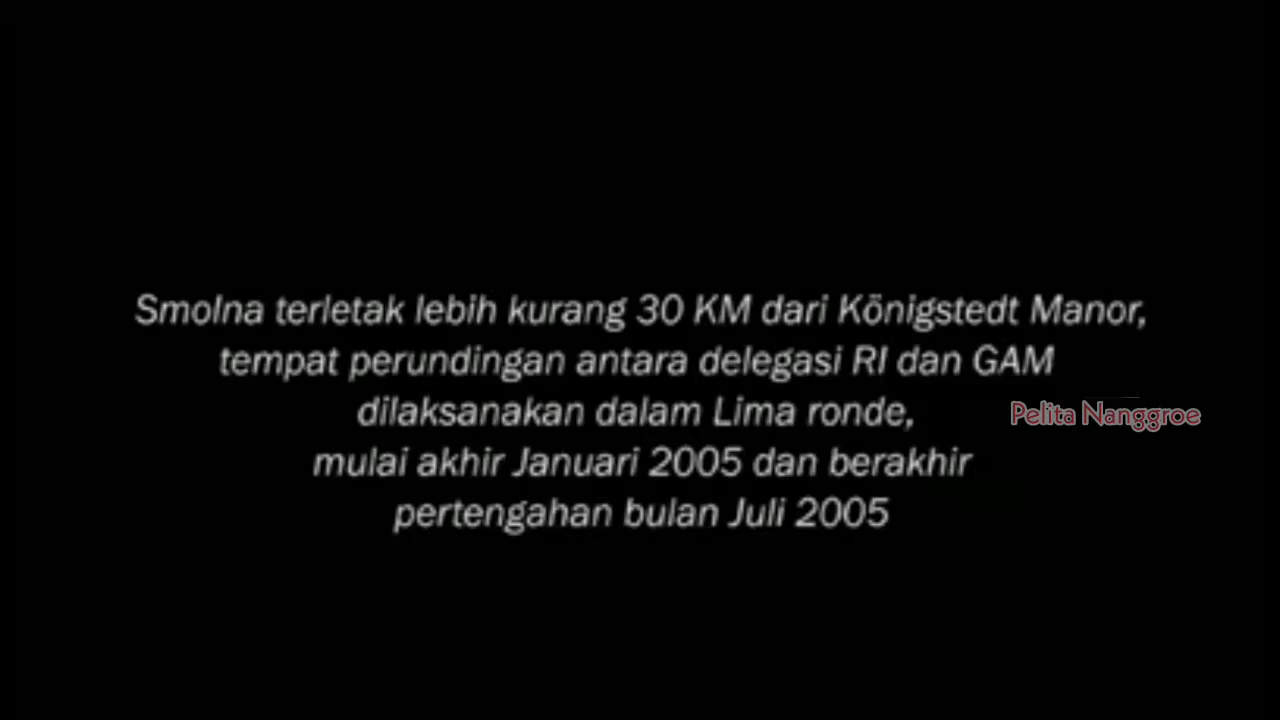 Smolna terletak lebih kurang 30 KM dari Königstedt Manor,
tempat perundingan antara delegasi RI dan GAM
dilaksanakan dalam Lima ronde,
Pelita Nanggroe
mulai akhir Januari 2005 dan berakhir
pertengahan bulan Juli 2005